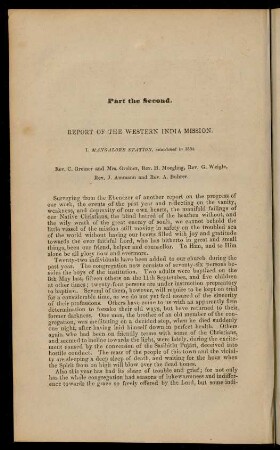 Part the Second.
REPORT OF THE WESTERN INDIA MISSION.
I. MANGALORE STATION, established in 1834
Rev. C. Greiner and Mrs. Greiner, Rev. H. Moegling, Rev. G. Weigle,
Rev. J. Ammann and Rev. A. Buhrer.
Surveying from the Ebenezer of another report on the progress of
our work, the events of the past year and reflecting on the vanity,
weakness, and depravity of our own hearts, the manifold failings of
our Native Christians, the blind hatred of the heathen without, and
the wily wrath of the great enemy of souls, we cannot behold the
little vessel of the mission still moving in safety on the troubled sea
of the world without having our hearts filled with joy and gratitude
towards the ever faithful Lord, who has hitherto in great and small
things, been our friend, helper and counsellor. To Him, and to Him
alone be all glory now and evermore.
Twenty-two individuals have been added to our church during the
past year. The congregation now consists of seventy-six persons be-
sides the boys of the institution. Two adults were baptised on the
6th May last, Eleven others on the 11th September, and five children
at other times; twenty-four persons are under instruction preparatory
to baptism. Several of them, however, will require to be kept on trial
for a considerable time, as we do not yet feel assured of the sincerity
of their professions. Others have come to us with an apparently firm
determination to forsake their old ways, but have returned to their
former darkness. One man, the brother of an old member of the con-
gregation, was meditating on a decided step, when he died suddenly
one night, after having laid himself down in perfect health. Others
again who had been on friendly terms with some of the Christians,
and seemed to incline towards the light, were lately, during the excite-
ment caused by the conversion of the Institution Pupils, deceived into
hostile conduct. The mass of the people of this town and the vicini-
ty are sleeping a deep sleep of death, and waiting for the hour when
the Spirit from on high will blow over the dead bones.
Also this year has had its share of trouble and grief; for not only
has the whole congregation had seasons of lukewarmness and indiffer-
ence towards the grace so freely offered by the Lord, but some indi-